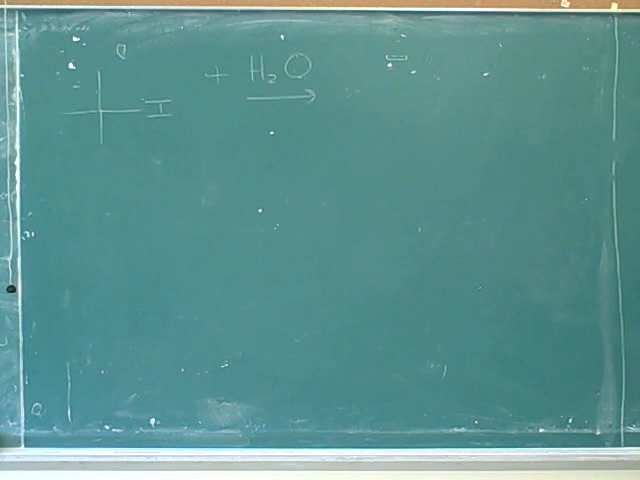 I + H₂O →